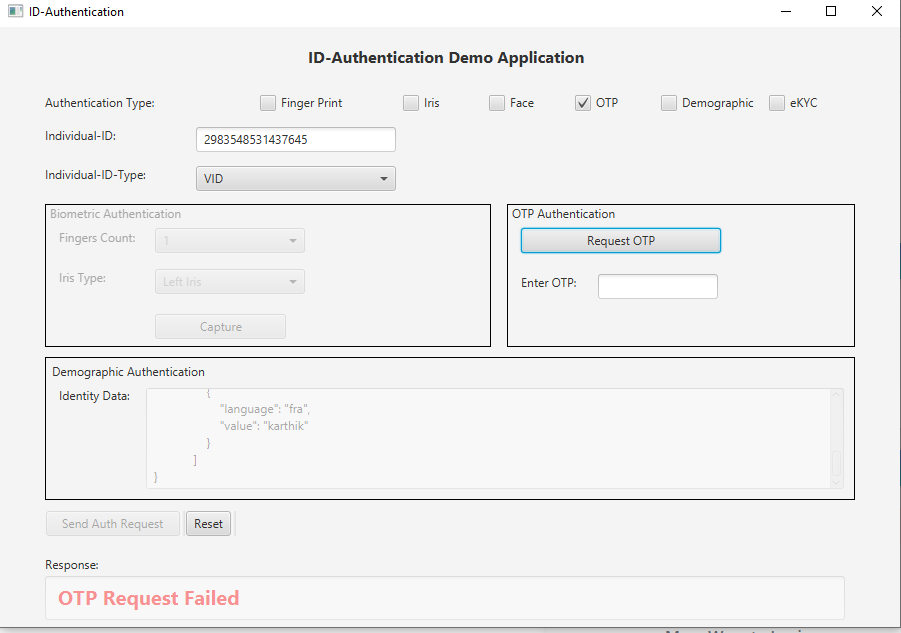 ID-Authentication
ID-Authentication Demo Application
Authentication Type: Finger Print Iris Face OTP Demographic eKYC
Individual-ID: 2983548531437645
Individual-ID-Type: VID
Biometric Authentication
Fingers Count: 1
Iris Type: Left Iris
Capture
OTP Authentication
Request OTP
Enter OTP:
Demographic Authentication
Identity Data:
{
"language": "fra",
"value": "karthik"
}
]
}
Send Auth Request Reset
Response:
OTP Request Failed